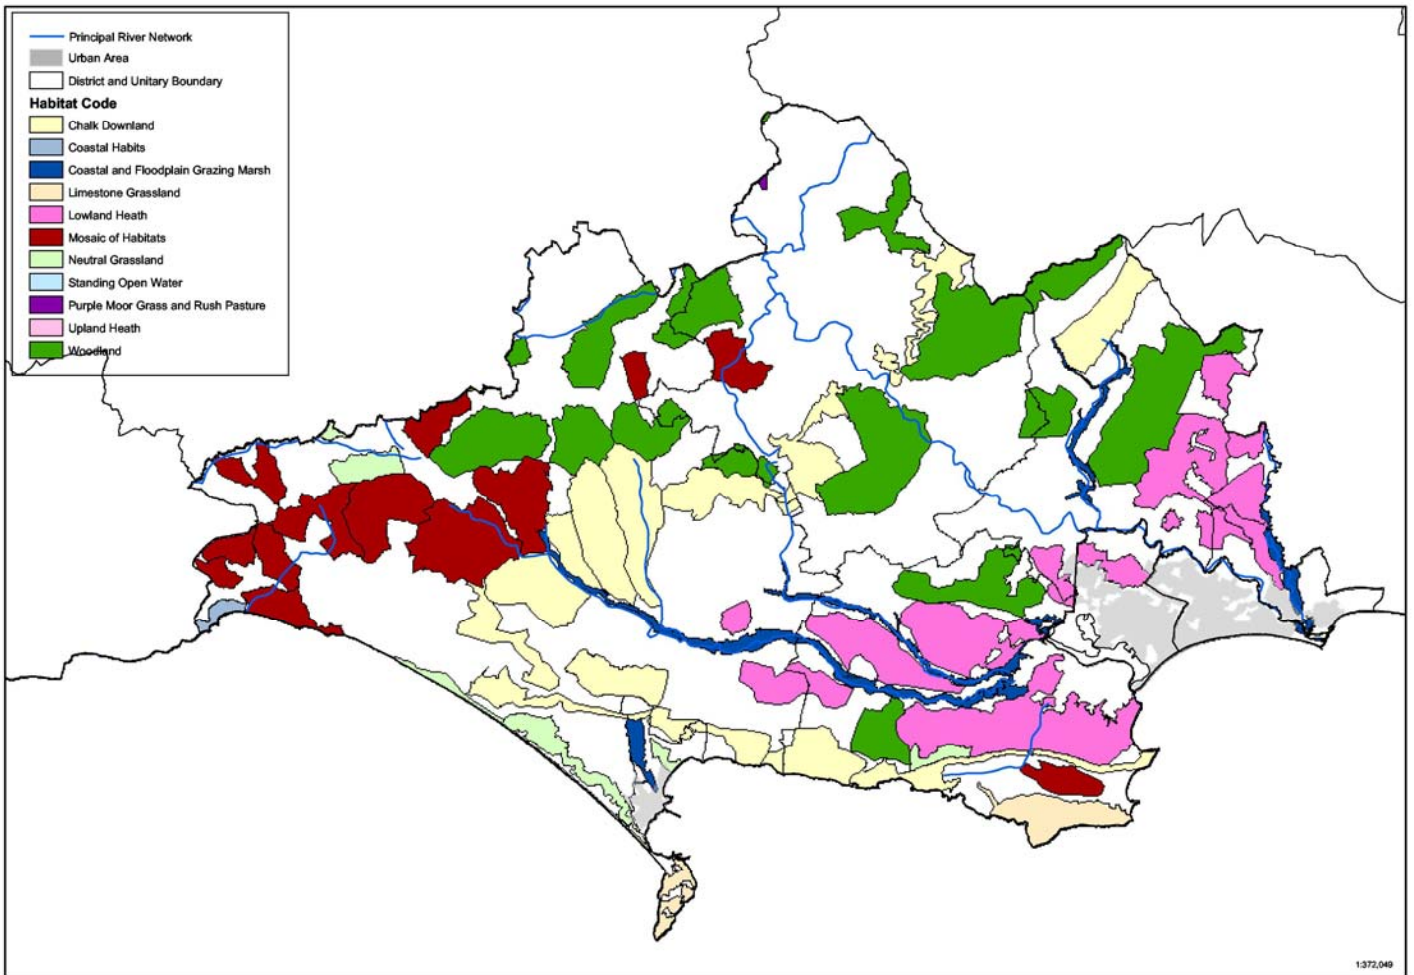 Principal River Network
Urban Area
District and Unitary Boundary
Habitat Code
Chalk Downland
Coastal Habits
Coastal and Floodplain Grazing Marsh
Limestone Grassland
Lowland Heath
Mosaic of Habitats
Neutral Grassland
Standing Open Water
Purple Moor Grass and Rush Pasture
Upland Heath
Woodland
1:372,049